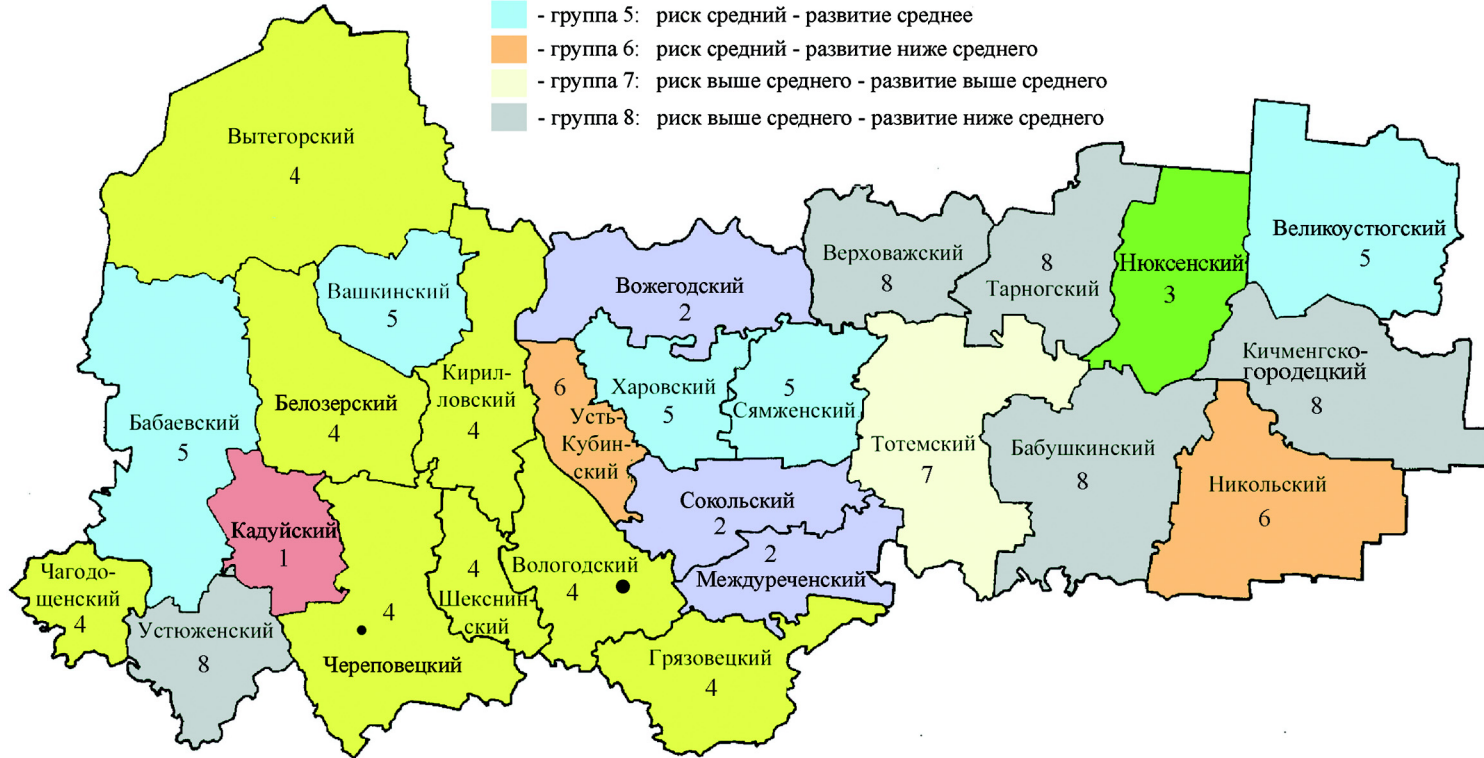 - группа 5: риск средний - развитие среднее
- группа 6: риск средний - развитие ниже среднего
- группа 7: риск выше среднего - развитие выше среднего
- группа 8: риск выше среднего - развитие ниже среднего
Вытегорский
4
Вашкинский
5
Бабаевский
5
Белозерский
4
Кирил-
ловский
4
Вожегодский
2
Верховажский
8
8
Тарногский
Нюксенский
3
Великоустюгский
5
Кичменгско-
городецкий
8
6
Усть-
Кубин-
ский
Харовский
5
5
Сямженский
Тотемский
7
Бабушкинский
8
Никольский
6
Сокольский
2
2
Междуреченский
Кадуйский
1
Чагодо-
щенский
4
Устюженский
8
4
Череповецкий
4
Шекснин-
ский
Вологодский
4
Грязовецкий
4